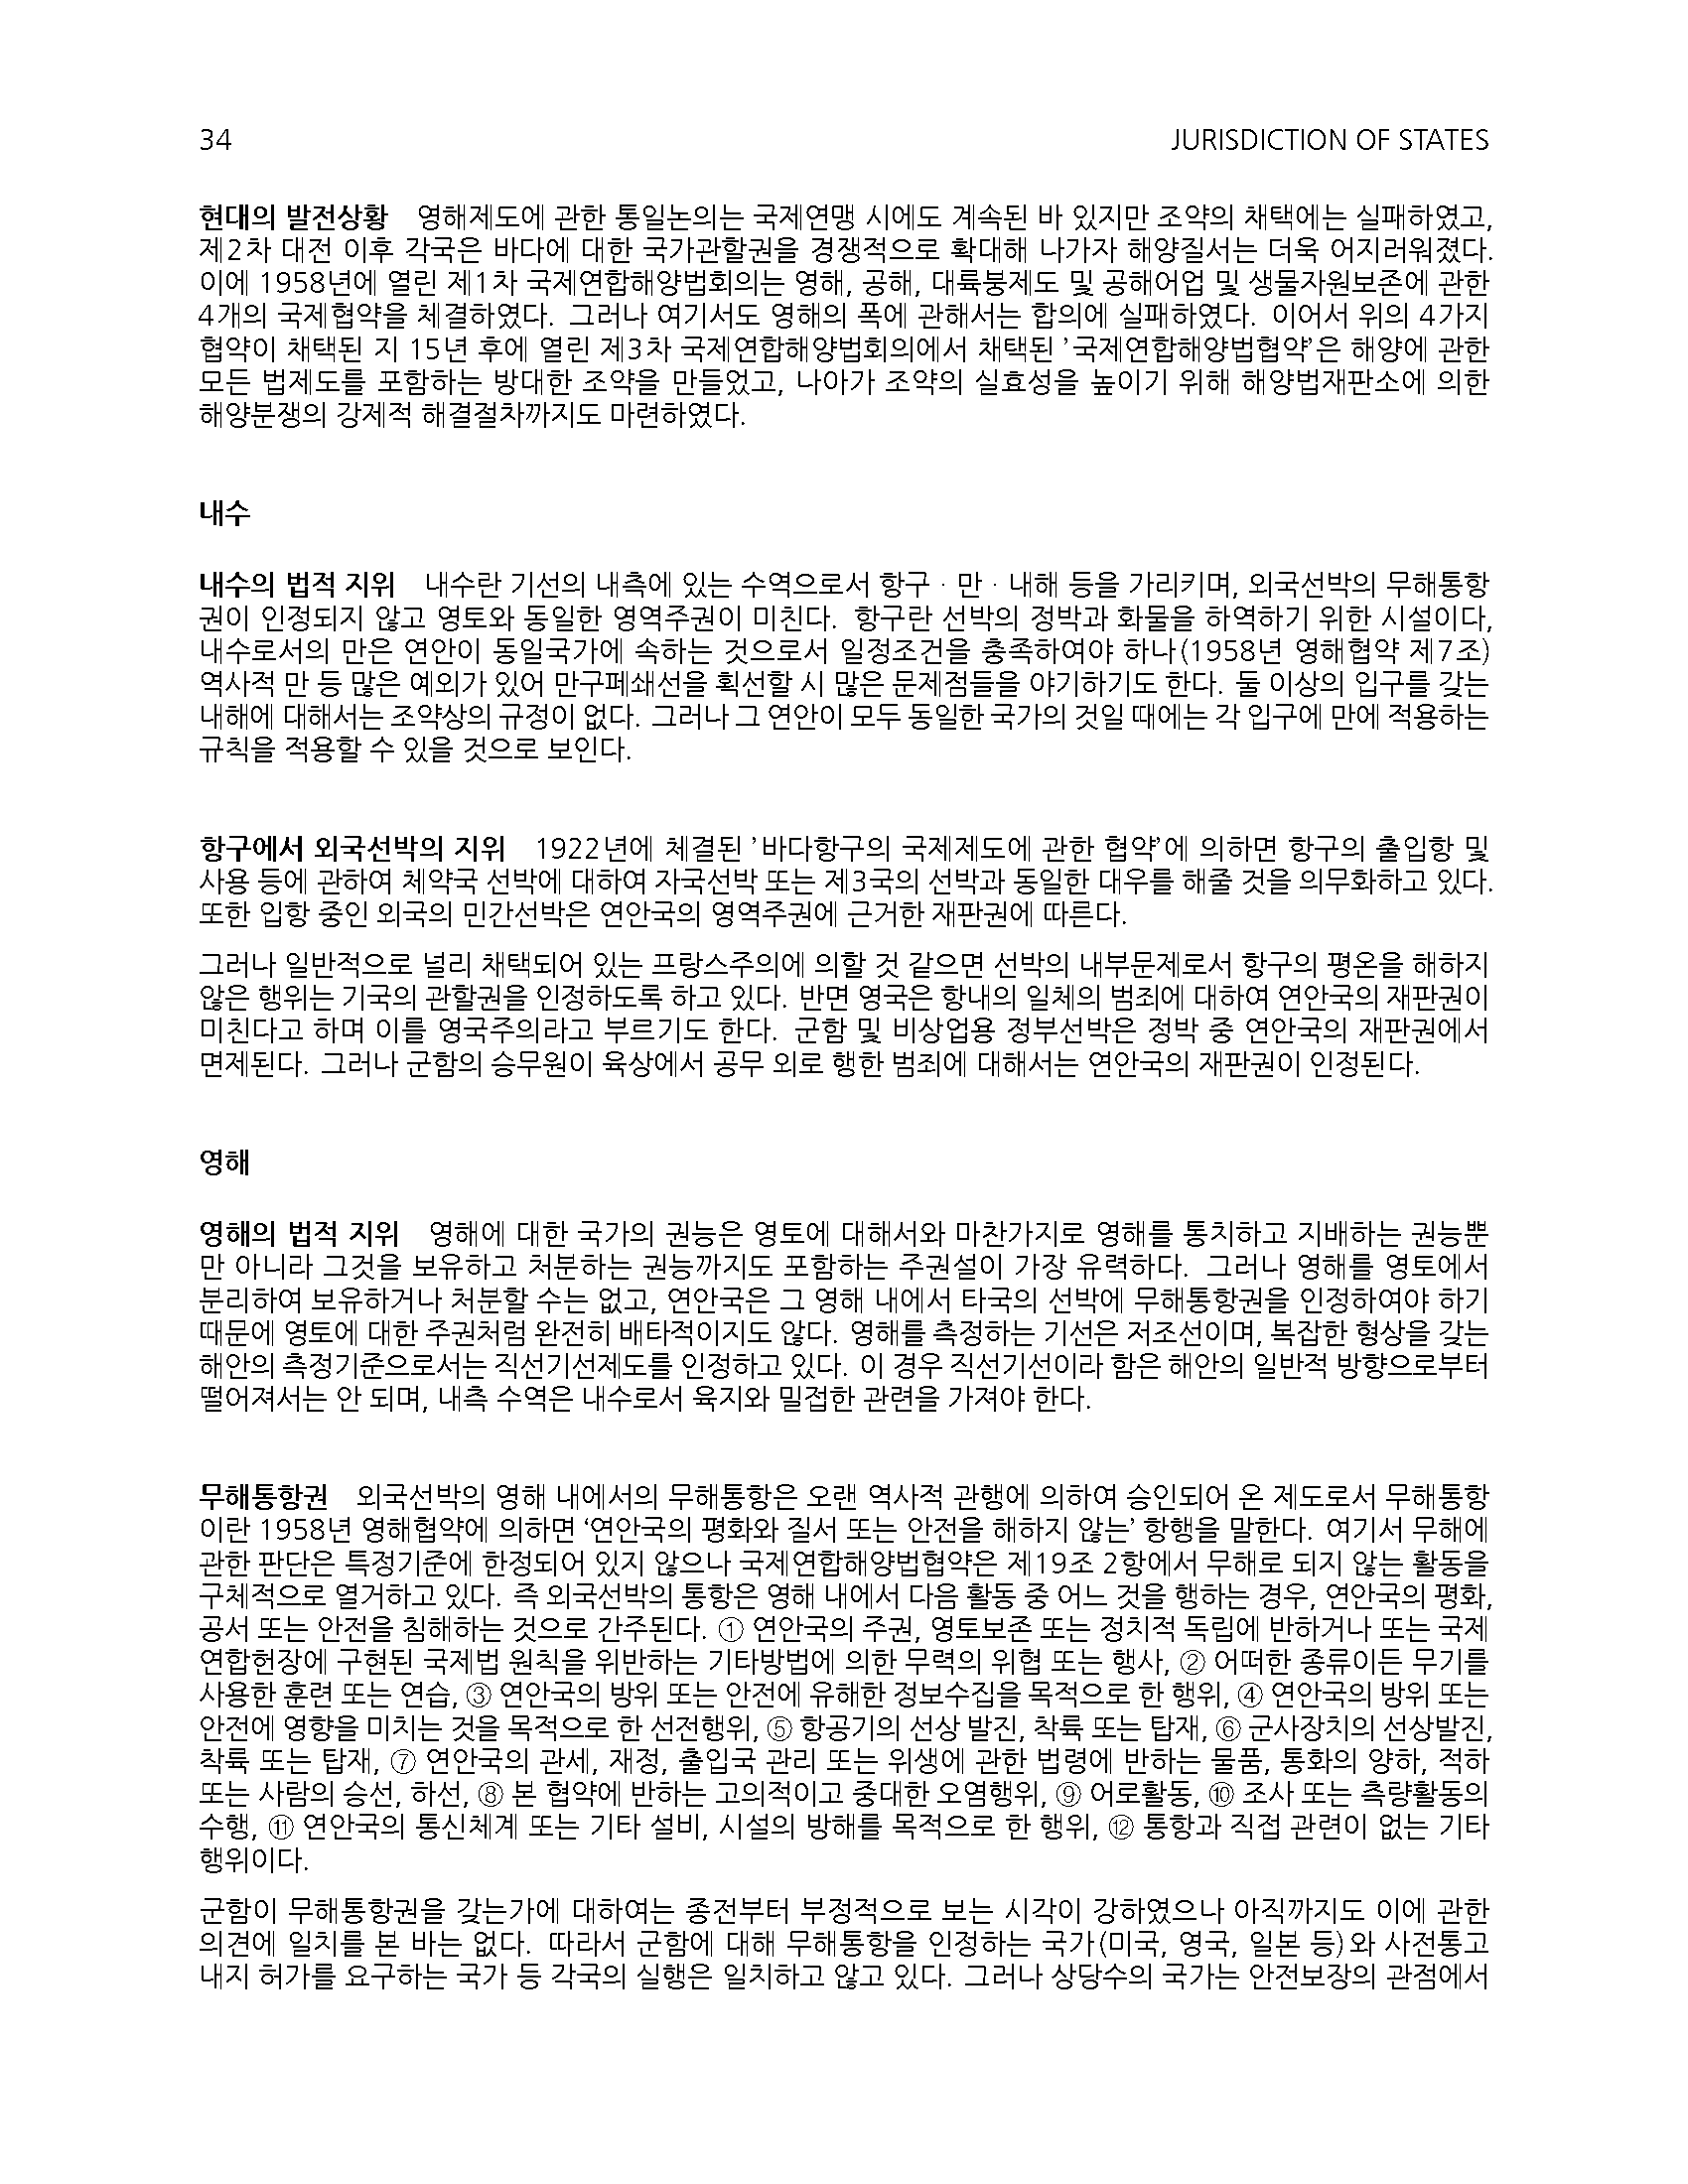 34
JURISDICTION OF STATES
현대의 발전상황 영해제도에 관한 통일논의는 국제연맹 시에도 계속된 바 있지만 조약의 채택에는 실패하였고,
제2차 대전 이후 각국은 바다에 대한 국가관할권을 경쟁적으로 확대해 나가자 해양질서는 더욱 어지러워졌다.
이에 1958년에 열린 제1차 국제연합해양법회의는 영해, 공해, 대륙붕제도 및 공해어업 및 생물자원보존에 관한
4개의 국제협약을 체결하였다. 그러나 여기서도 영해의 폭에 관해서는 합의에 실패하였다. 이어서 위의 4가지
협약이 채택된 지 15년 후에 열린 제3차 국제연합해양법회의에서 채택된 ’국제연합해양법협약’은 해양에 관한
모든 법제도를 포함하는 방대한 조약을 만들었고, 나아가 조약의 실효성을 높이기 위해 해양법재판소에 의한
해양분쟁의 강제적 해결절차까지도 마련하였다.
내수
내수의 법적 지위 내수란 기선의 내측에 있는 수역으로서 항구 · 만 · 내해 등을 가리키며, 외국선박의 무해통항
권이 인정되지 않고 영토와 동일한 영역주권이 미친다. 항구란 선박의 정박과 화물을 하역하기 위한 시설이다,
내수로서의 만은 연안이 동일국가에 속하는 것으로서 일정조건을 충족하여야 하나(1958년 영해협약 제7조)
역사적 만 등 많은 예외가 있어 만구폐쇄선을 획선할 시 많은 문제점들을 야기하기도 한다. 둘 이상의 입구를 갖는
내해에 대해서는 조약상의 규정이 없다. 그러나 그 연안이 모두 동일한 국가의 것일 때에는 각 입구에 만에 적용하는
규칙을 적용할 수 있을 것으로 보인다.
항구에서 외국선박의 지위 1922년에 체결된 ’바다항구의 국제제도에 관한 협약’에 의하면 항구의 출입항 및
사용 등에 관하여 체약국 선박에 대하여 자국선박 또는 제3국의 선박과 동일한 대우를 해줄 것을 의무화하고 있다.
또한 입항 중인 외국의 민간선박은 연안국의 영역주권에 근거한 재판권에 따른다.
그러나 일반적으로 널리 채택되어 있는 프랑스주의에 의할 것 같으면 선박의 내부문제로서 항구의 평온을 해하지
않은 행위는 기국의 관할권을 인정하도록 하고 있다. 반면 영국은 항내의 일체의 범죄에 대하여 연안국의 재판권이
미친다고 하며 이를 영국주의라고 부르기도 한다. 군함 및 비상업용 정부선박은 정박 중 연안국의 재판권에서
면제된다. 그러나 군함의 승무원이 육상에서 공무 외로 행한 범죄에 대해서는 연안국의 재판권이 인정된다.
영해
영해의 법적 지위 영해에 대한 국가의 권능은 영토에 대해서와 마찬가지로 영해를 통치하고 지배하는 권능뿐
만 아니라 그것을 보유하고 처분하는 권능까지도 포함하는 주권설이 가장 유력하다. 그러나 영해를 영토에서
분리하여 보유하거나 처분할 수는 없고, 연안국은 그 영해 내에서 타국의 선박에 무해통항권을 인정하여야 하기
때문에 영토에 대한 주권처럼 완전히 배타적이지도 않다. 영해를 측정하는 기선은 저조선이며, 복잡한 형상을 갖는
해안의 측정기준으로서는 직선기선제도를 인정하고 있다. 이 경우 직선기선이라 함은 해안의 일반적 방향으로부터
떨어져서는 안 되며, 내측 수역은 내수로서 육지와 밀접한 관련을 가져야 한다.
무해통항권 외국선박의 영해 내에서의 무해통항은 오랜 역사적 관행에 의하여 승인되어 온 제도로서 무해통항
이란 1958년 영해협약에 의하면 ‘연안국의 평화와 질서 또는 안전을 해하지 않는’ 항행을 말한다. 여기서 무해에
관한 판단은 특정기준에 한정되어 있지 않으나 국제연합해양법협약은 제19조 2항에서 무해로 되지 않는 활동을
구체적으로 열거하고 있다. 즉 외국선박의 통항은 영해 내에서 다음 활동 중 어느 것을 행하는 경우, 연안국의 평화,
공서 또는 안전을 침해하는 것으로 간주된다. ① 연안국의 주권, 영토보존 또는 정치적 독립에 반하거나 또는 국제
연합헌장에 구현된 국제법 원칙을 위반하는 기타방법에 의한 무력의 위협 또는 행사, ② 어떠한 종류이든 무기를
사용한 훈련 또는 연습, ③ 연안국의 방위 또는 안전에 유해한 정보수집을 목적으로 한 행위, ④ 연안국의 방위 또는
안전에 영향을 미치는 것을 목적으로 한 선전행위, ⑤ 항공기의 선상 발진, 착륙 또는 탑재, ⑥ 군사장치의 선상발진,
착륙 또는 탑재, ⑦ 연안국의 관세, 재정, 출입국 관리 또는 위생에 관한 법령에 반하는 물품, 통화의 양하, 적하
또는 사람의 승선, 하선, ⑧ 본 협약에 반하는 고의적이고 중대한 오염행위, ⑨ 어로활동, ⑩ 조사 또는 측량활동의
수행, ⑪ 연안국의 통신체계 또는 기타 설비, 시설의 방해를 목적으로 한 행위, ⑫ 통항과 직접 관련이 없는 기타
행위이다.
군함이 무해통항권을 갖는가에 대하여는 종전부터 부정적으로 보는 시각이 강하였으나 아직까지도 이에 관한
의견에 일치를 본 바는 없다. 따라서 군함에 대해 무해통항을 인정하는 국가(미국, 영국, 일본 등)와 사전통고
내지 허가를 요구하는 국가 등 각국의 실행은 일치하고 않고 있다. 그러나 상당수의 국가는 안전보장의 관점에서